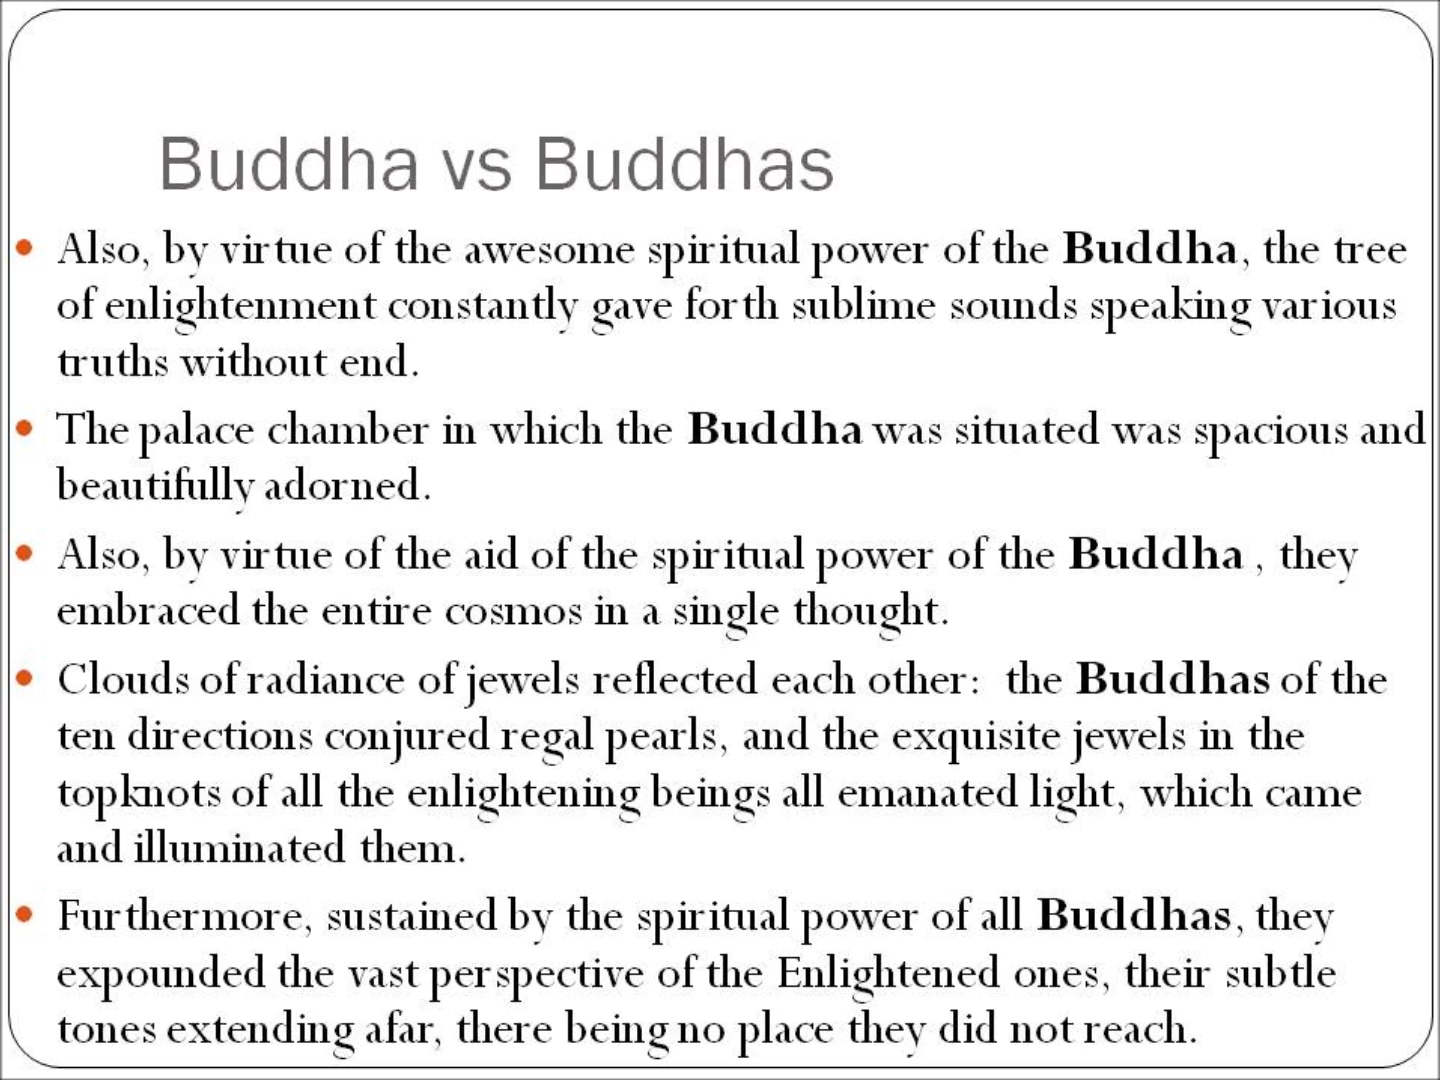 Buddha vs Buddhas
• Also, by virtue of the awesome spiritual power of the Buddha, the tree
of enlightenment constantly gave forth sublime sounds speaking various
truths without end.
• The palace chamber in which the Buddha was situated was spacious and
beautifully adorned.
• Also, by virtue of the aid of the spiritual power of the Buddha , they
embraced the entire cosmos in a single thought.
• Clouds of radiance of jewels reflected each other:  the Buddhas of the
ten directions conjured regal pearls, and the exquisite jewels in the
topknots of all the enlightening beings all emanated light, which came
and illuminated them.
• Furthermore, sustained by the spiritual power of all Buddhas, they
expounded the vast perspective of the Enlightened ones, their subtle
tones extending afar, there being no place they did not reach.